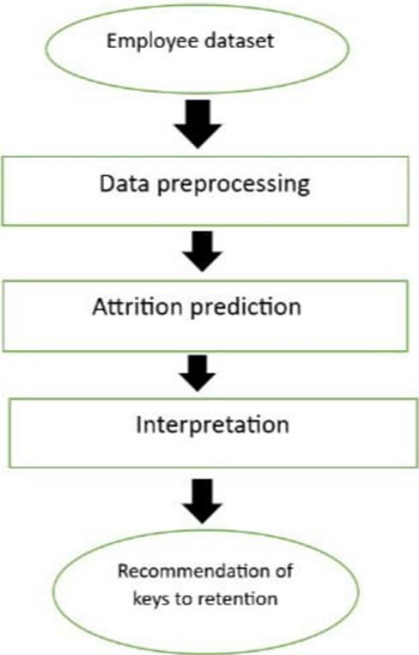 Employee dataset
Data preprocessing
Attrition prediction
Interpretation
Recommendation of
keys to retention